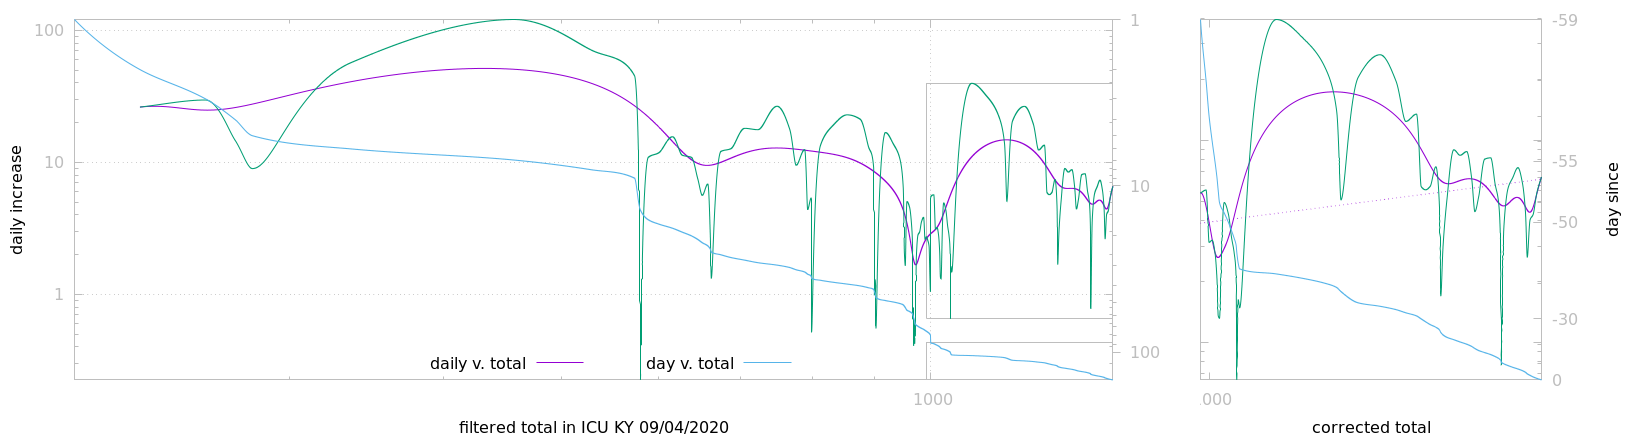 100
10
1
daily increase
1
10
100
daily v. total
day v. total
1000
filtered total in ICU KY 09/04/2020
-59
-55
-50
-30
0
day since
.000
corrected total